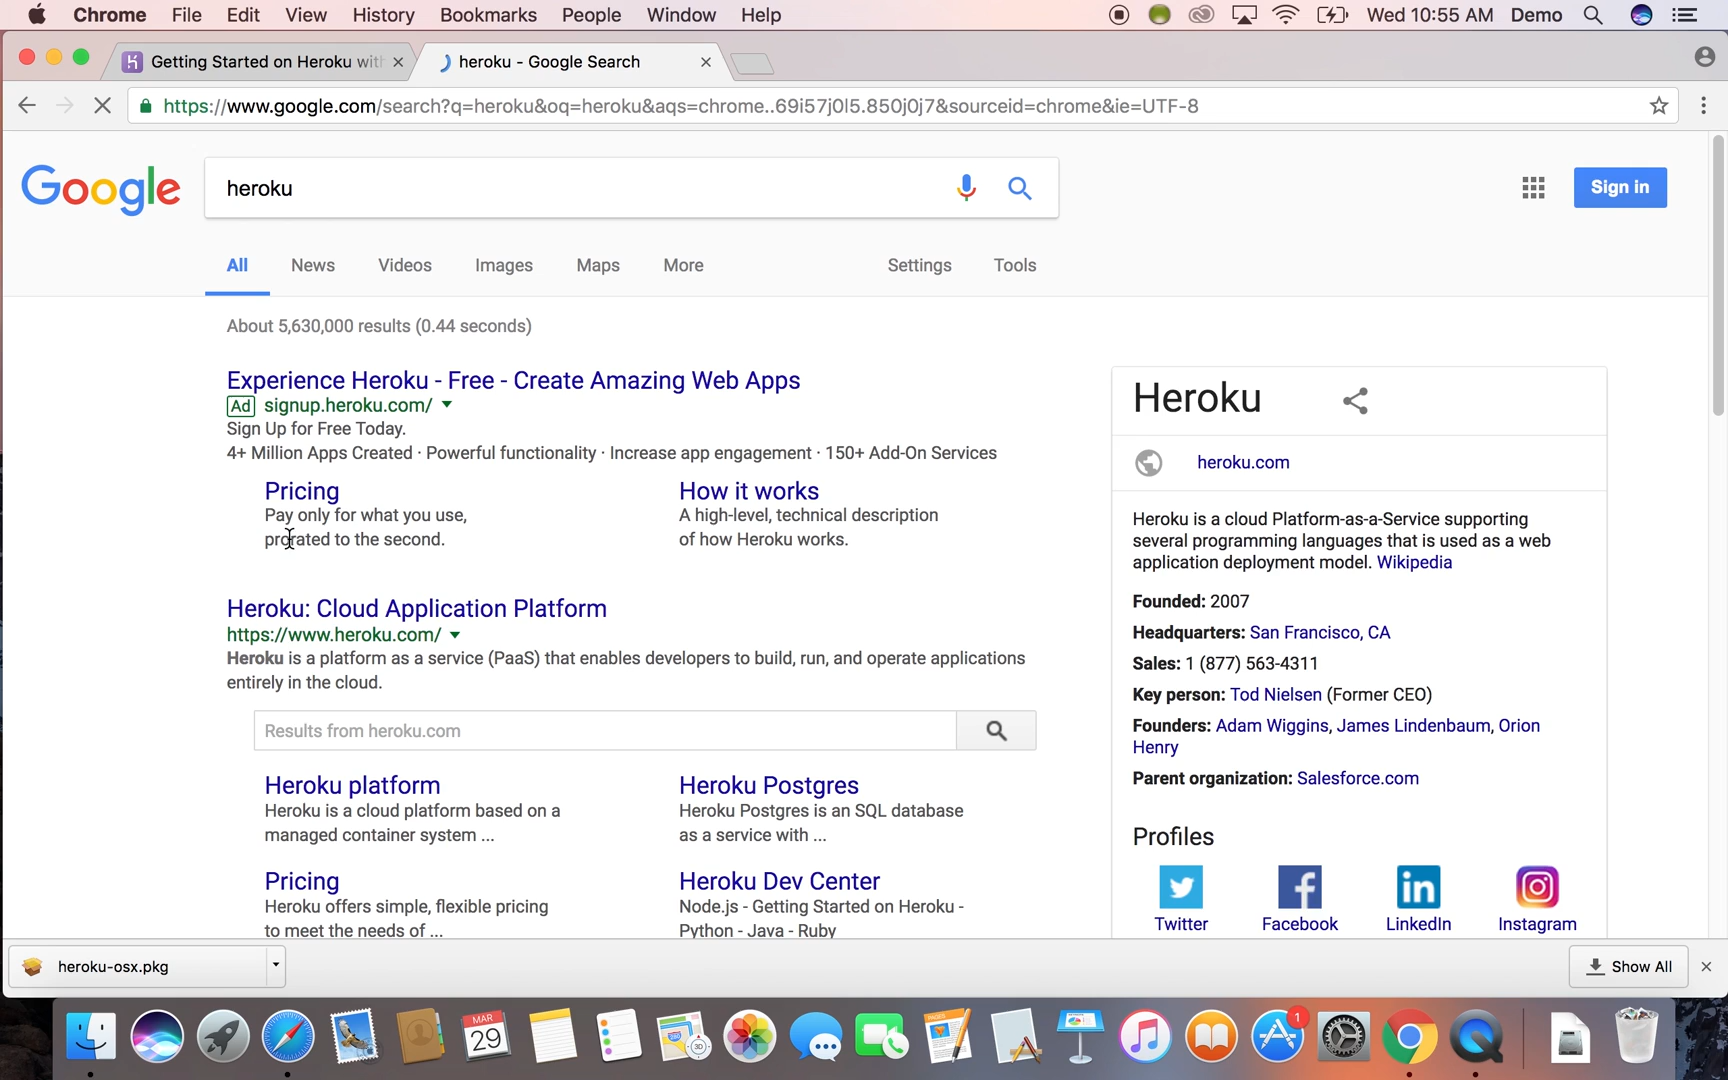 Chrome File Edit View History Bookmarks People Window Help Wed 10:55 AM Demo
Getting Started on Heroku with
heroku - Google Search
https://www.google.com/search?q=heroku&oq=heroku&aqs=chrome..69i57j0l5.850j0j7&sourceid=chrome&ie=UTF-8
Google
heroku
Sign in
All News Videos Images Maps More Settings Tools
About 5,630,000 results (0.44 seconds)
Experience Heroku - Free - Create Amazing Web Apps
Ad signup.heroku.com/
Sign Up for Free Today.
4+ Million Apps Created · Powerful functionality · Increase app engagement · 150+ Add-On Services
Pricing
Pay only for what you use,
prorated to the second.
How it works
A high-level, technical description
of how Heroku works.
Heroku: Cloud Application Platform
https://www.heroku.com/
Heroku is a platform as a service (PaaS) that enables developers to build, run, and operate applications
entirely in the cloud.
Results from heroku.com
Heroku platform
Heroku is a cloud platform based on a
managed container system ...
Heroku Postgres
Heroku Postgres is an SQL database
as a service with ...
Pricing
Heroku offers simple, flexible pricing
to meet the needs of ...
Heroku Dev Center
Node.js - Getting Started on Heroku -
Python - Java - Ruby
Heroku
heroku.com
Heroku is a cloud Platform-as-a-Service supporting
several programming languages that is used as a web
application deployment model. Wikipedia
Founded: 2007
Headquarters: San Francisco, CA
Sales: 1 (877) 563-4311
Key person: Tod Nielsen (Former CEO)
Founders: Adam Wiggins, James Lindenbaum, Orion
Henry
Parent organization: Salesforce.com
Profiles
Twitter Facebook LinkedIn Instagram
heroku-osx.pkg
Show All
MAR
29
3D
PAGES
1